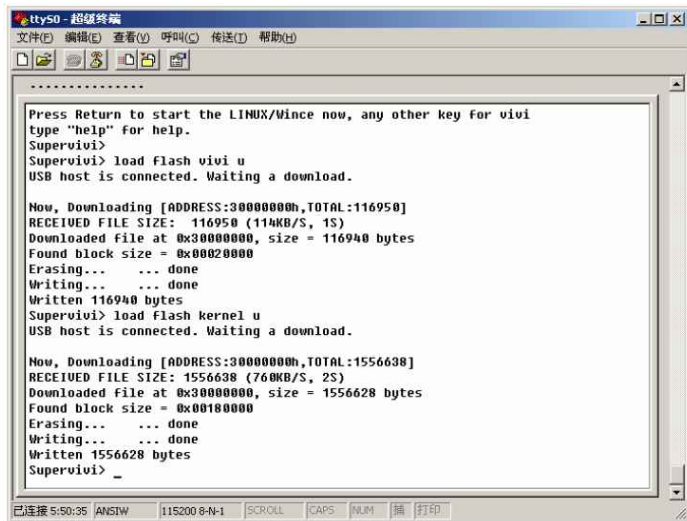 ttyS0 - 超级终端
文件(F) 编辑(E) 查看(V) 呼叫(C) 传送(T) 帮助(H)
...............
Press Return to start the LINUX/Wince now, any other key for vivi
type "help" for help.
Supervivi>
Supervivi> load flash vivi u
USB host is connected. Waiting a download.
Now, Downloading [ADDRESS:30000000h,TOTAL:116950]
RECEIVED FILE SIZE:  116950 (114KB/S, 1S)
Downloaded file at 0x30000000, size = 116940 bytes
Found block size = 0x00020000
Erasing...    ... done
Writing...    ... done
Written 116940 bytes
Supervivi> load flash kernel u
USB host is connected. Waiting a download.
Now, Downloading [ADDRESS:30000000h,TOTAL:1556638]
RECEIVED FILE SIZE: 1556638 (760KB/S, 2S)
Downloaded file at 0x30000000, size = 1556628 bytes
Found block size = 0x00180000
Erasing...    ... done
Writing...    ... done
Written 1556628 bytes
Supervivi> _
已连接 5:50:35 ANSIW 115200 8-N-1 SCROLL CAPS NUM 捕 打印